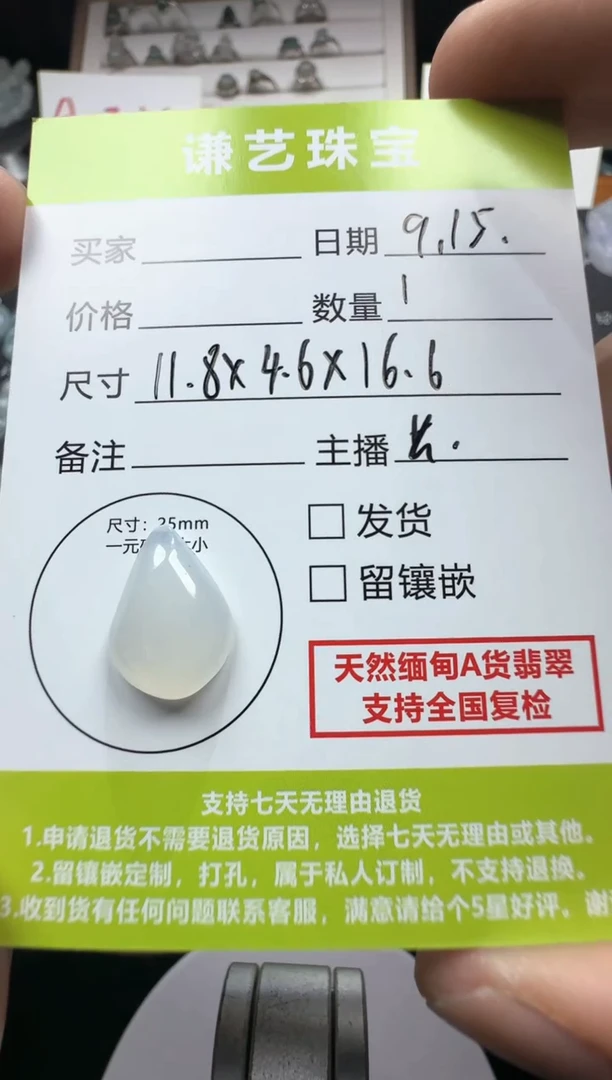 谦艺珠宝
买家 日期 9.15.
价格 数量 1
尺寸 11.8x4.6x16.6
备注 主播
尺寸：25mm
一元 大小
发货
留镶嵌
天然缅甸A货翡翠
支持全国复检
支持七天无理由退货
1.申请退货不需要退货原因，选择七天无理由或其他。
2.留镶嵌定制，打孔，属于私人订制，不支持退换。
3.收到货有任何问题联系客服，满意请给个5星好评。谢